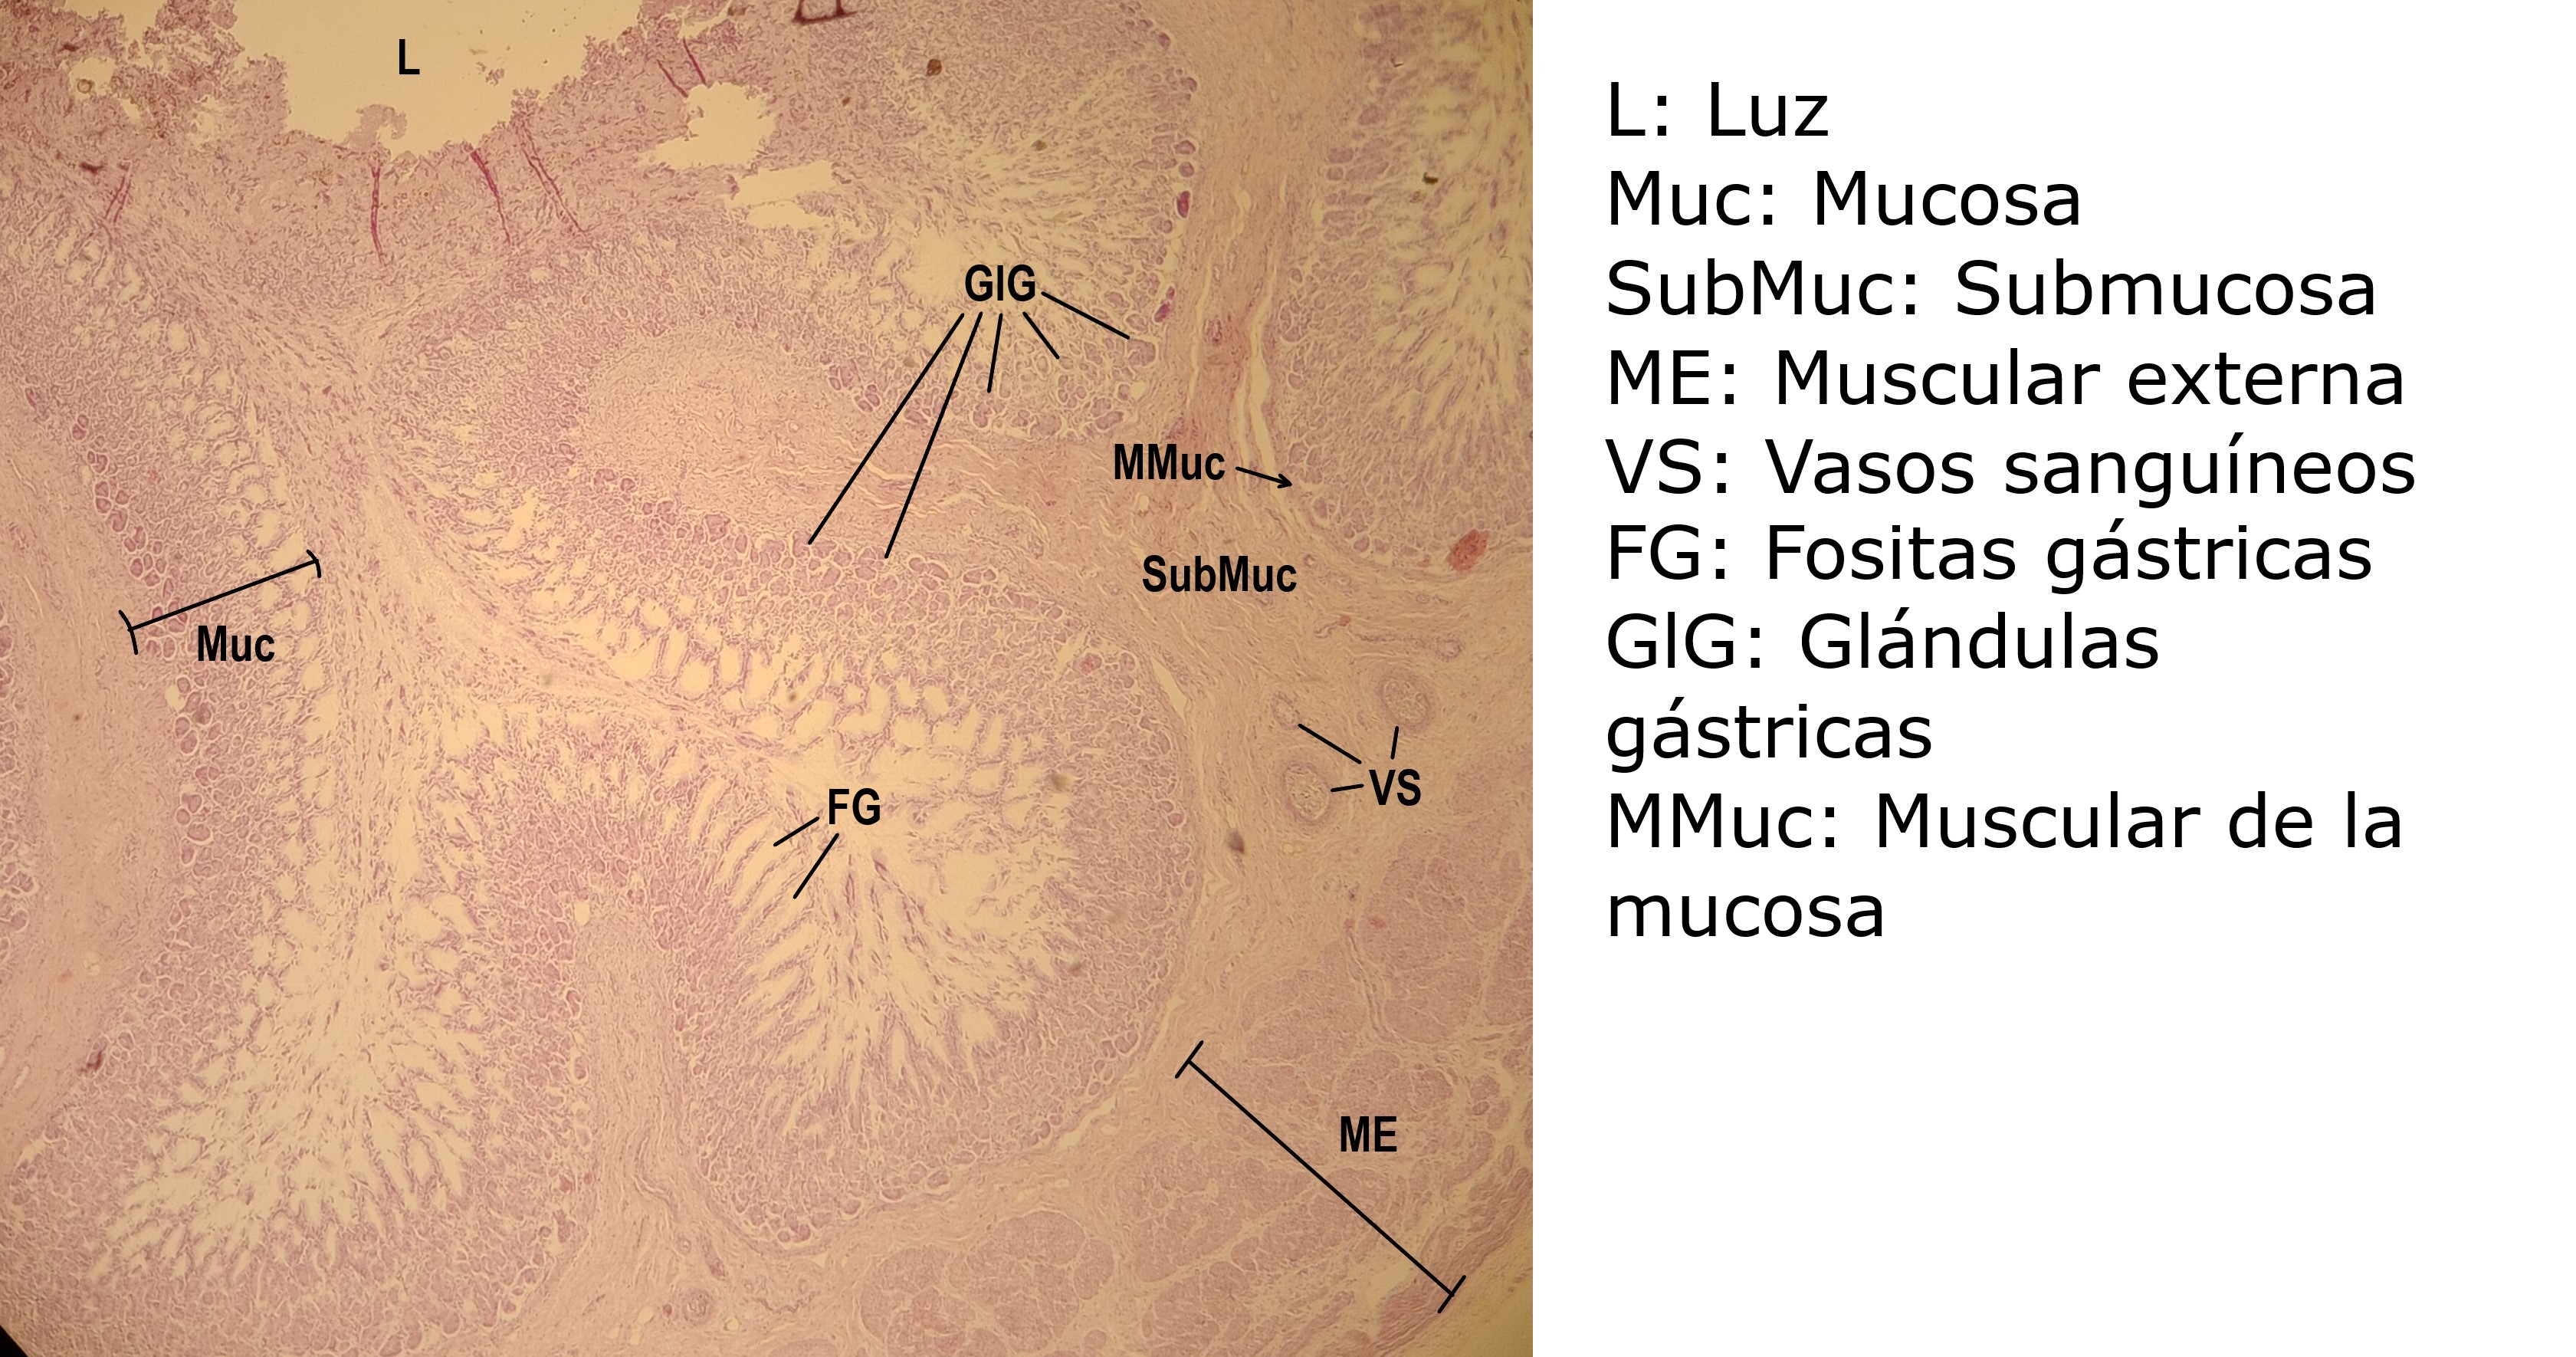 L
GlG
MMuc
SubMuc
Muc
VS
FG
ME
L: Luz
Muc: Mucosa
SubMuc: Submucosa
ME: Muscular externa
VS: Vasos sanguíneos
FG: Fositas gástricas
GlG: Glándulas
gástricas
MMuc: Muscular de la
mucosa